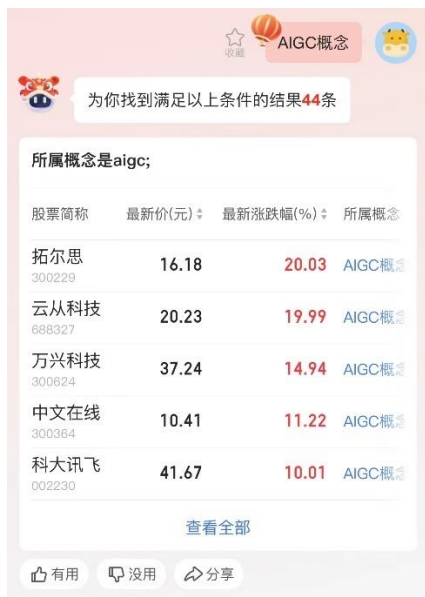 收藏
AIGC概念
为你找到满足以上条件的结果44条
所属概念是aigc;
股票简称 最新价(元) 最新涨跌幅(%) 所属概念
拓尔思 16.18 20.03 AIGC概念
300229
云从科技 20.23 19.99 AIGC概念
688327
万兴科技 37.24 14.94 AIGC概念
300624
中文在线 10.41 11.22 AIGC概念
300364
科大讯飞 41.67 10.01 AIGC概念
002230
查看全部
有用 没用 分享